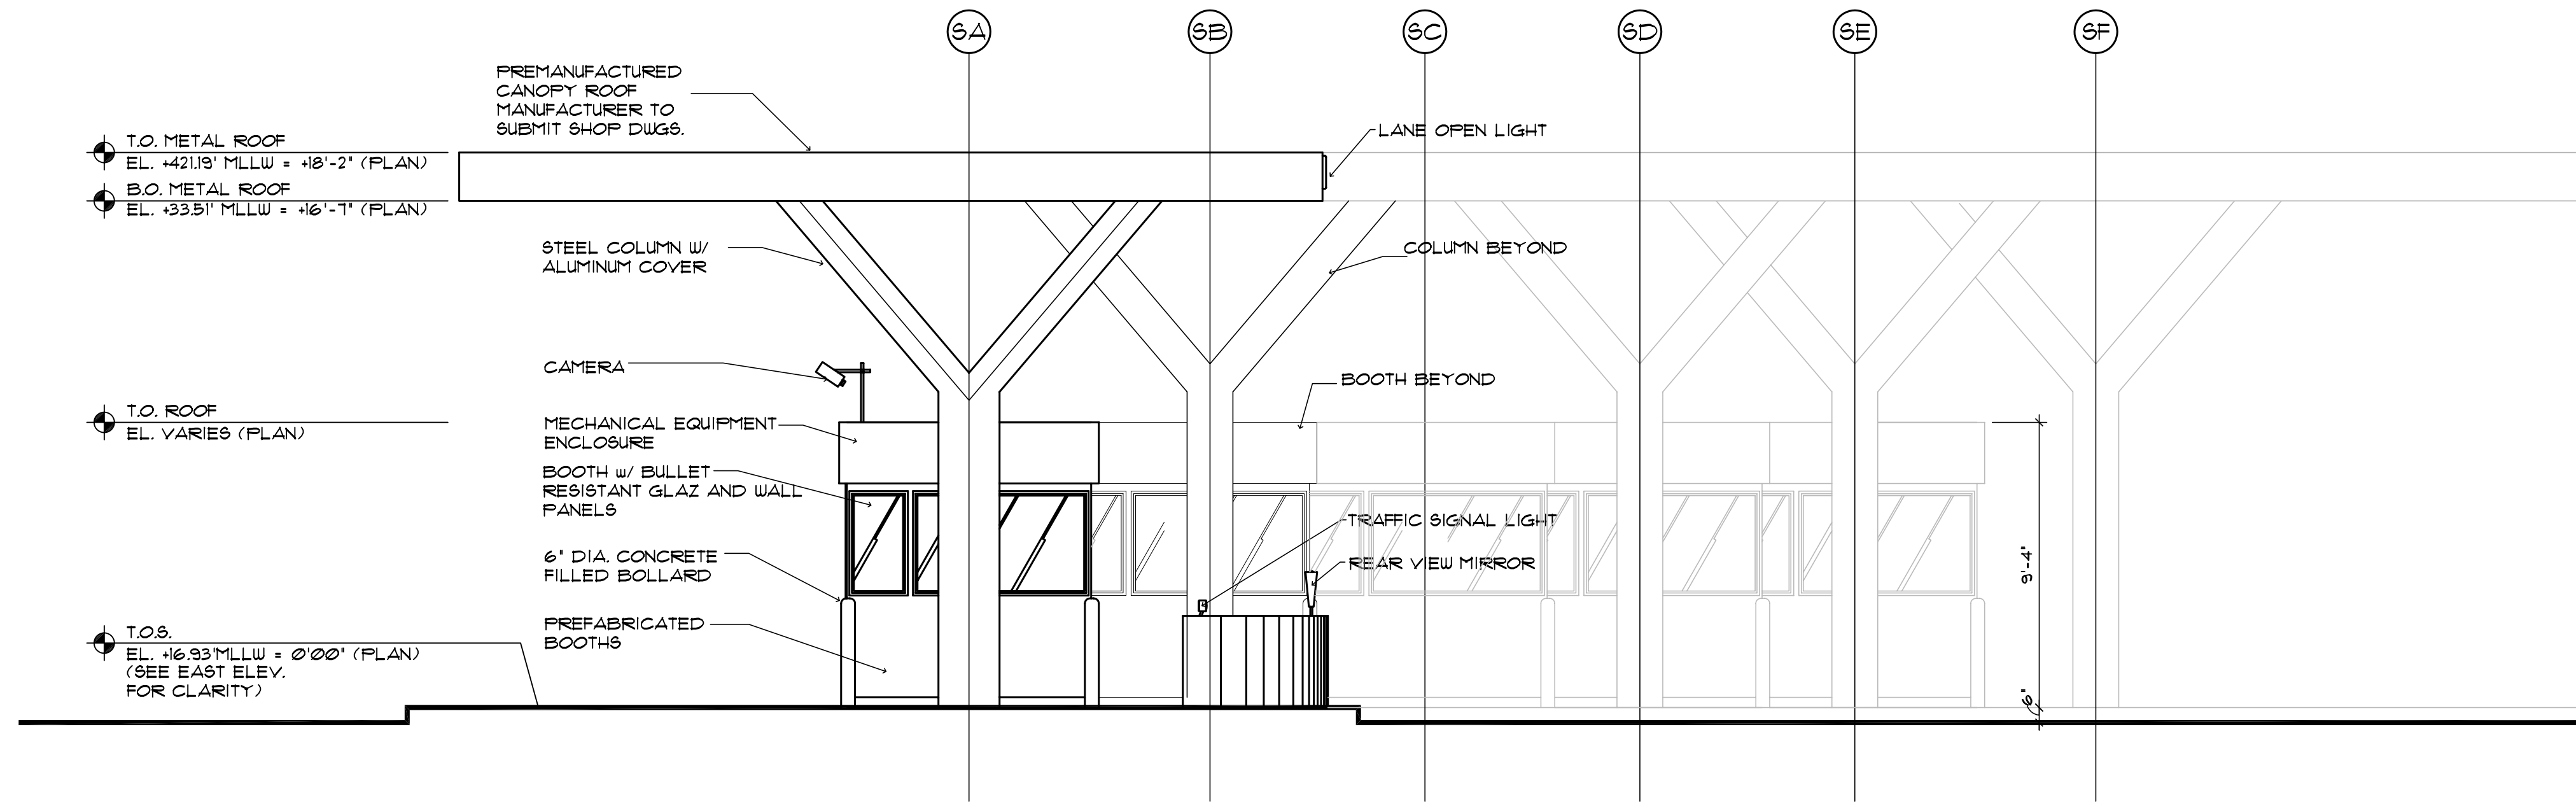 SA
SB
SC
SD
SE
SF
PREMANUFACTURED
CANOPY ROOF
MANUFACTURER TO
SUBMIT SHOP DWGS.
LANE OPEN LIGHT
T.O. METAL ROOF
EL. +421.19' MLLW = +18'-2" (PLAN)
B.O. METAL ROOF
EL. +33.51' MLLW = +16'-7" (PLAN)
STEEL COLUMN W/
ALUMINUM COVER
COLUMN BEYOND
CAMERA
BOOTH BEYOND
T.O. ROOF
EL. VARIES (PLAN)
MECHANICAL EQUIPMENT
ENCLOSURE
BOOTH w/ BULLET
RESISTANT GLAZ AND WALL
PANELS
TRAFFIC SIGNAL LIGHT
REAR VIEW MIRROR
6" DIA. CONCRETE
FILLED BOLLARD
9'-4"
PREFABRICATED
BOOTHS
T.O.S.
EL. +16.93'MLLW = 0'00" (PLAN)
(SEE EAST ELEV.
FOR CLARITY)
6"